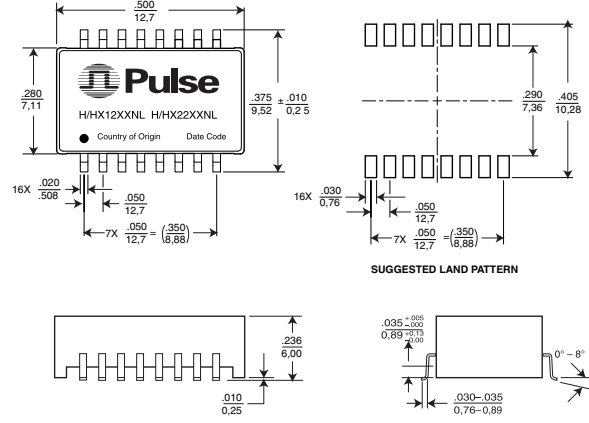 .500
12,7
.280
7,11
Pulse
H/HX12XXNL H/HX22XXNL
Country of Origin Date Code
.375 ± .010
9,52 0,2 5
16X .020
.508
.050
12,7
7X .050 = (.350)
12,7 8,88
.290
7,36
.405
10,28
16X .030
0,76
.050
12,7
7X .050 = (.350)
12,7 8,88
SUGGESTED LAND PATTERN
.236
6,00
.010
0,25
.035 +.005
-.000
0,89 +0,13
-0,00
0° – 8°
.030–.035
0,76–0,89